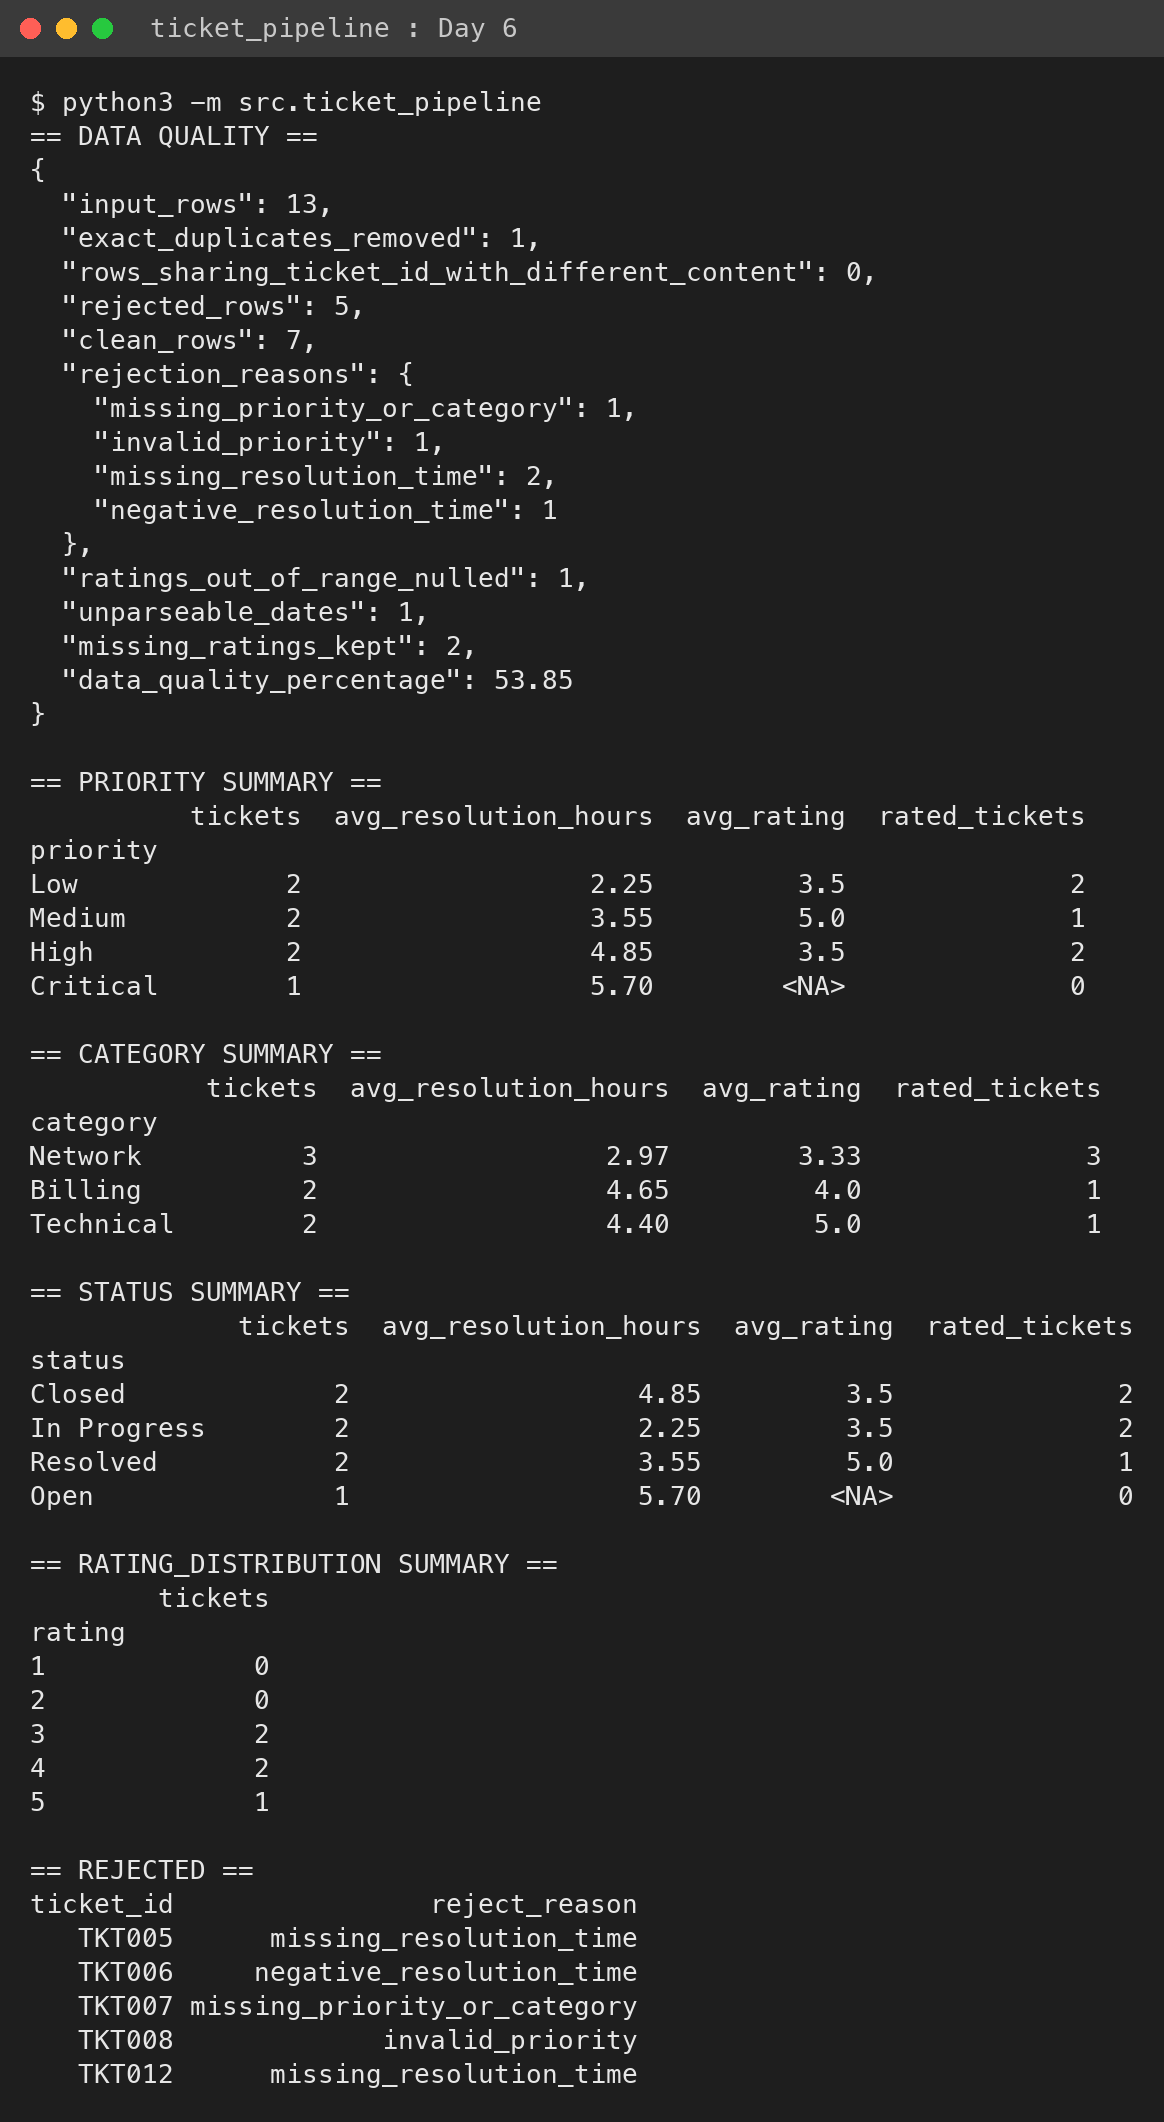 ticket_pipeline : Day 6
$ python3 −m src.ticket_pipeline
== DATA QUALITY ==
{
  "input_rows": 13,
  "exact_duplicates_removed": 1,
  "rows_sharing_ticket_id_with_different_content": 0,
  "rejected_rows": 5,
  "clean_rows": 7,
  "rejection_reasons": {
    "missing_priority_or_category": 1,
    "invalid_priority": 1,
    "missing_resolution_time": 2,
    "negative_resolution_time": 1
  },
  "ratings_out_of_range_nulled": 1,
  "unparseable_dates": 1,
  "missing_ratings_kept": 2,
  "data_quality_percentage": 53.85
}

== PRIORITY SUMMARY ==
          tickets  avg_resolution_hours  avg_rating  rated_tickets
priority
Low             2                  2.25         3.5              2
Medium          2                  3.55         5.0              1
High            2                  4.85         3.5              2
Critical        1                  5.70        <NA>              0

== CATEGORY SUMMARY ==
           tickets  avg_resolution_hours  avg_rating  rated_tickets
category
Network          3                  2.97        3.33              3
Billing          2                  4.65         4.0              1
Technical        2                  4.40         5.0              1

== STATUS SUMMARY ==
             tickets  avg_resolution_hours  avg_rating  rated_tickets
status
Closed             2                  4.85         3.5              2
In Progress        2                  2.25         3.5              2
Resolved           2                  3.55         5.0              1
Open               1                  5.70        <NA>              0

== RATING_DISTRIBUTION SUMMARY ==
        tickets
rating
1             0
2             0
3             2
4             2
5             1

== REJECTED ==
ticket_id                reject_reason
   TKT005      missing_resolution_time
   TKT006     negative_resolution_time
   TKT007 missing_priority_or_category
   TKT008             invalid_priority
   TKT012      missing_resolution_time